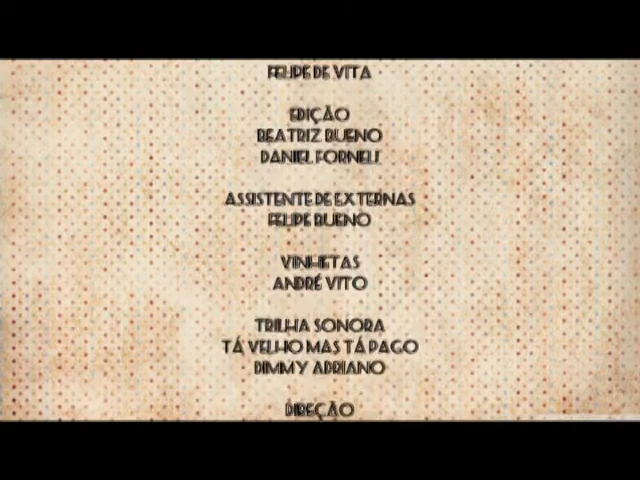 FELIPE DE VITA
EDIÇÃO
BEATRIZ BUENO
DANIEL FORNELS
ASSISTENTE DE EXTERNAS
FELIPE BUENO
VINHETAS
ANDRÉ VITO
TRILHA SONORA
TÁ VELHO MAS TÁ PAGO
DIMMY ADRIANO
DIREÇÃO